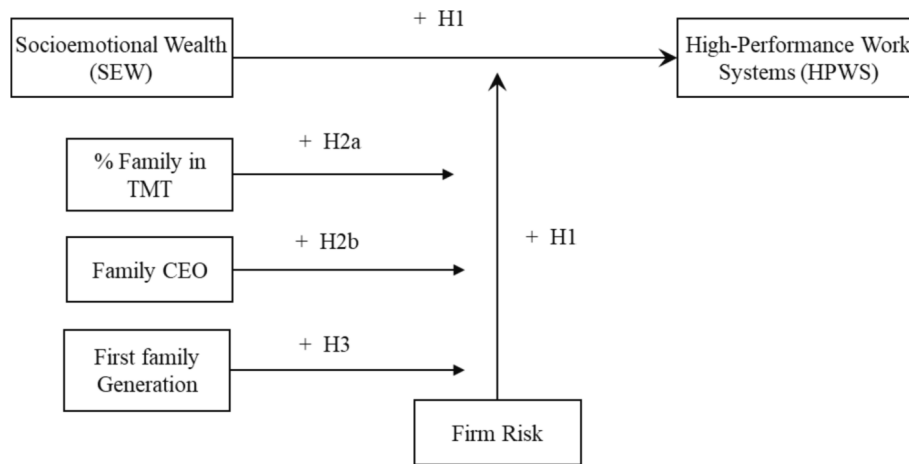 + H1
Socioemotional Wealth
(SEW)
High-Performance Work
Systems (HPWS)
+ H2a
% Family in
TMT
+ H2b
Family CEO
+ H1
+ H3
First family
Generation
Firm Risk